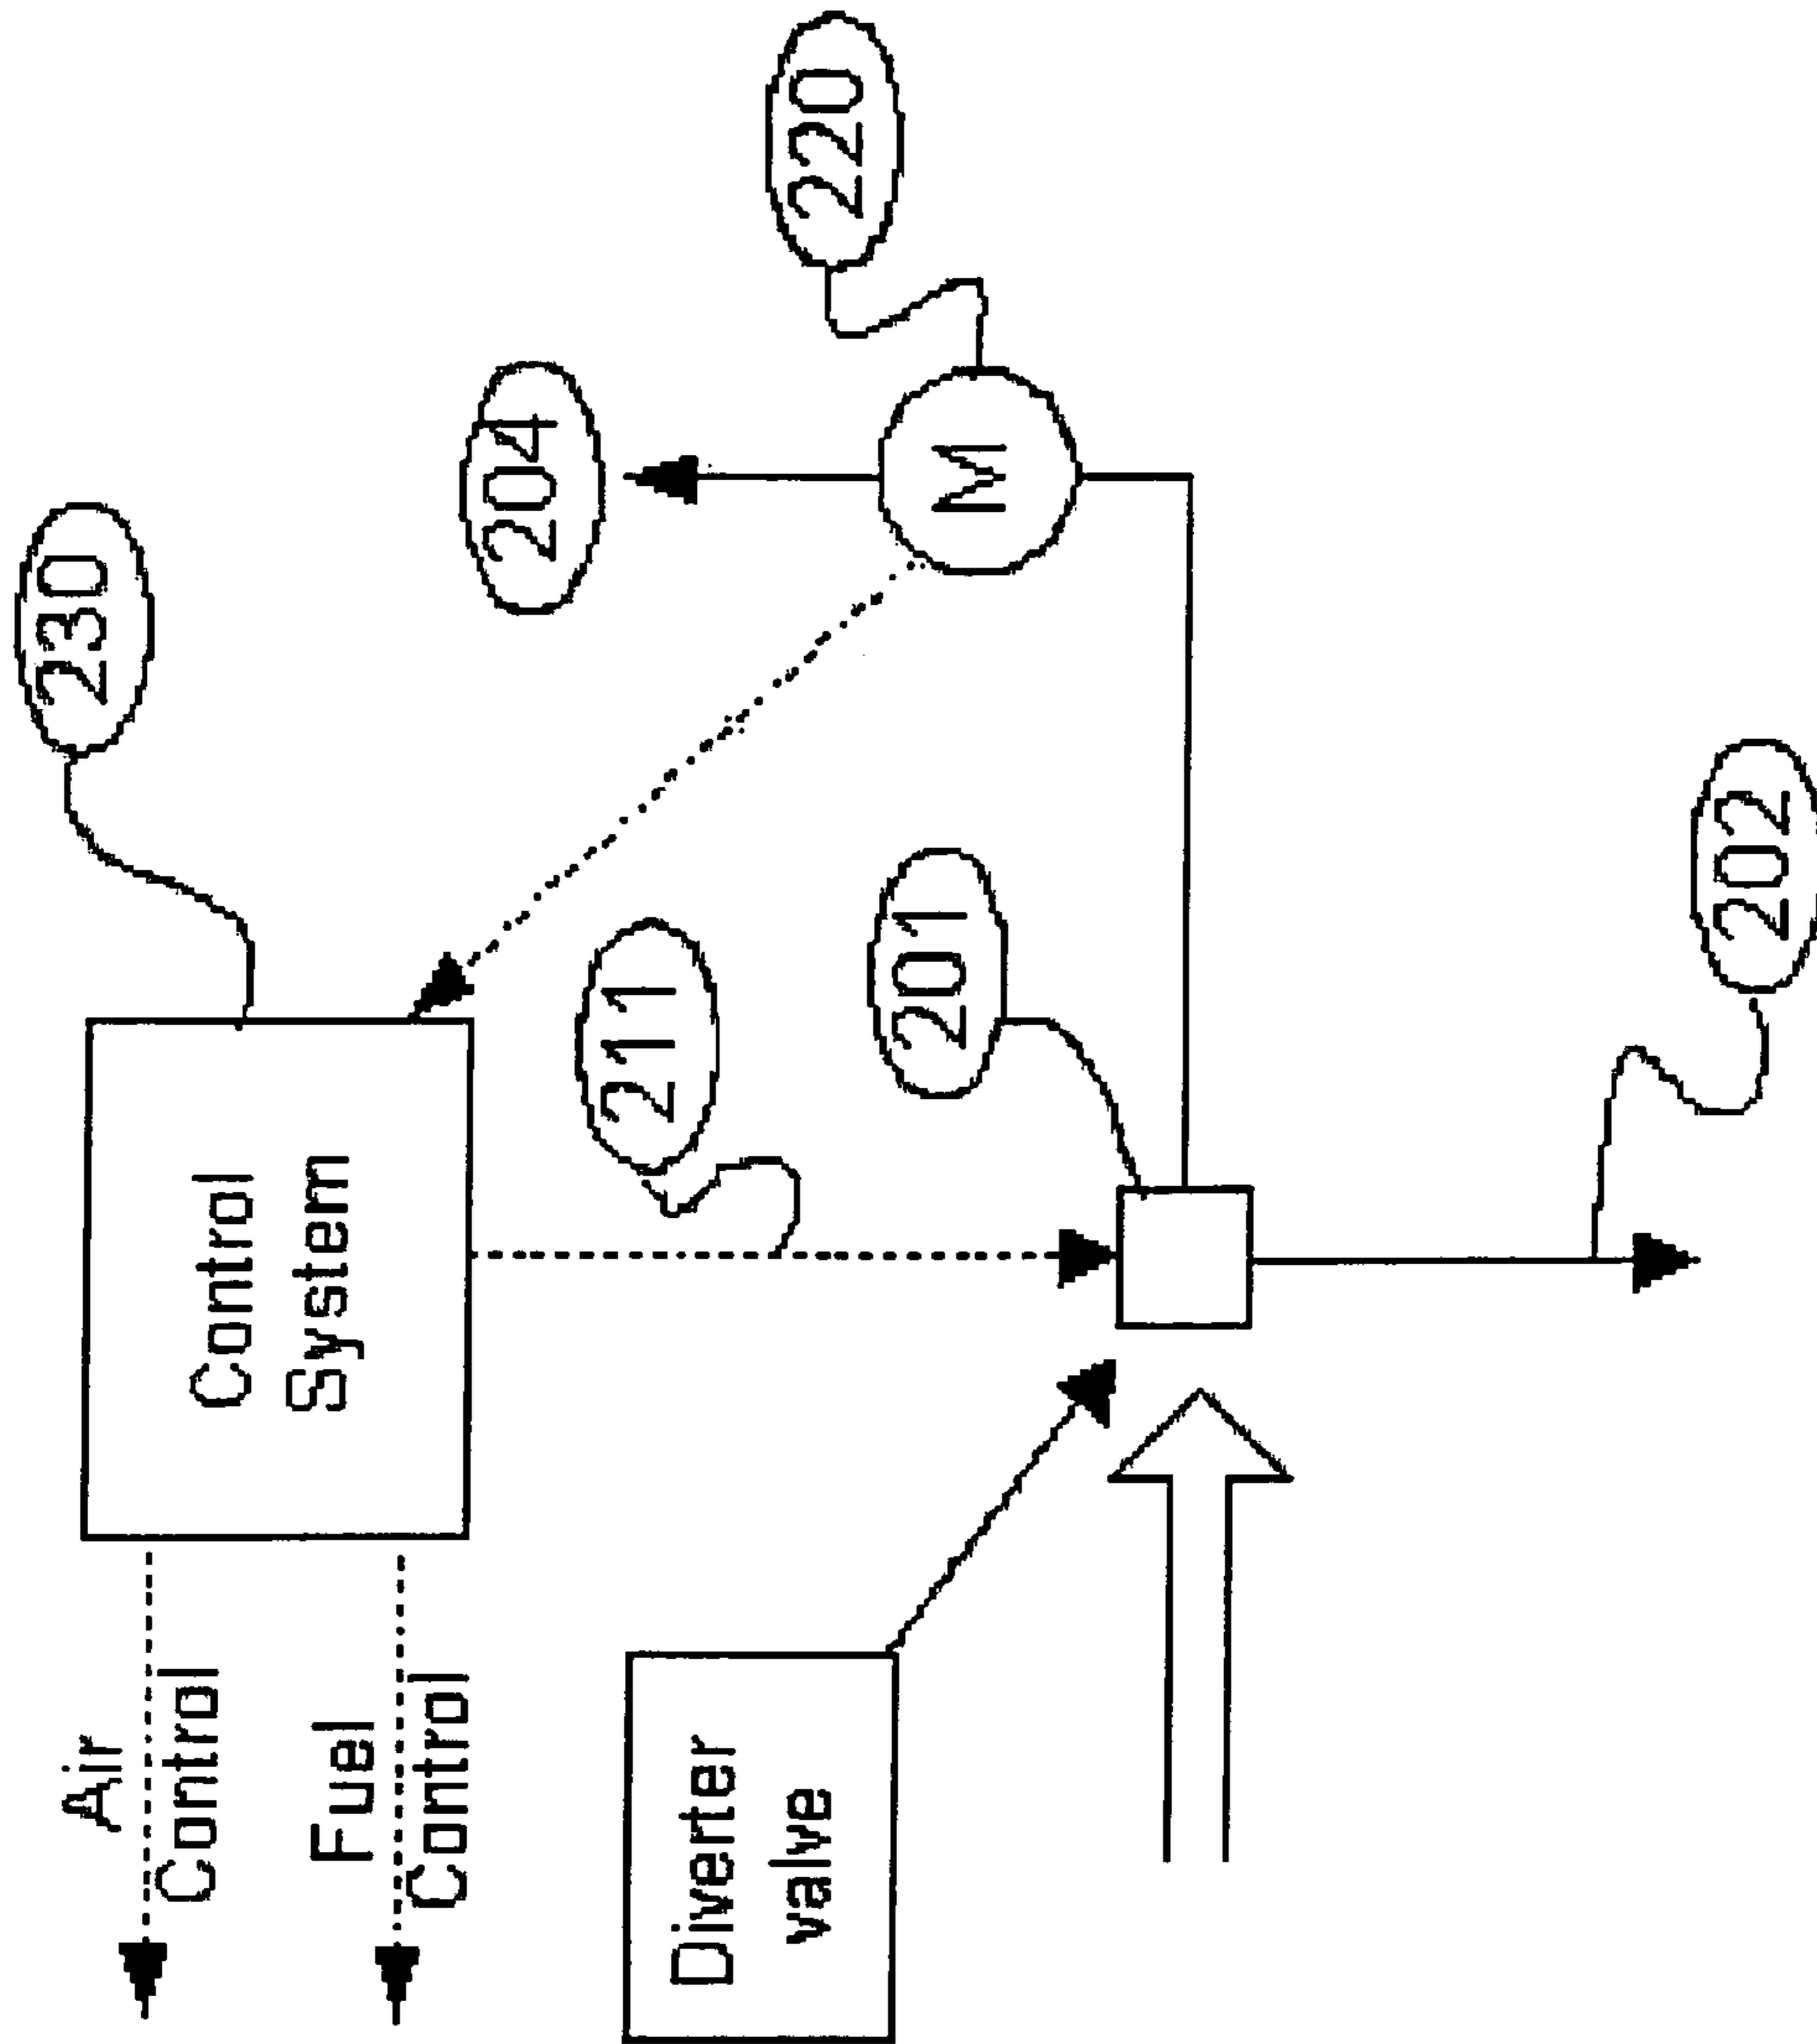 Air
Control
Fuel
Control
Control
System
230
211
204
220
M
201
Diverter
valve
202